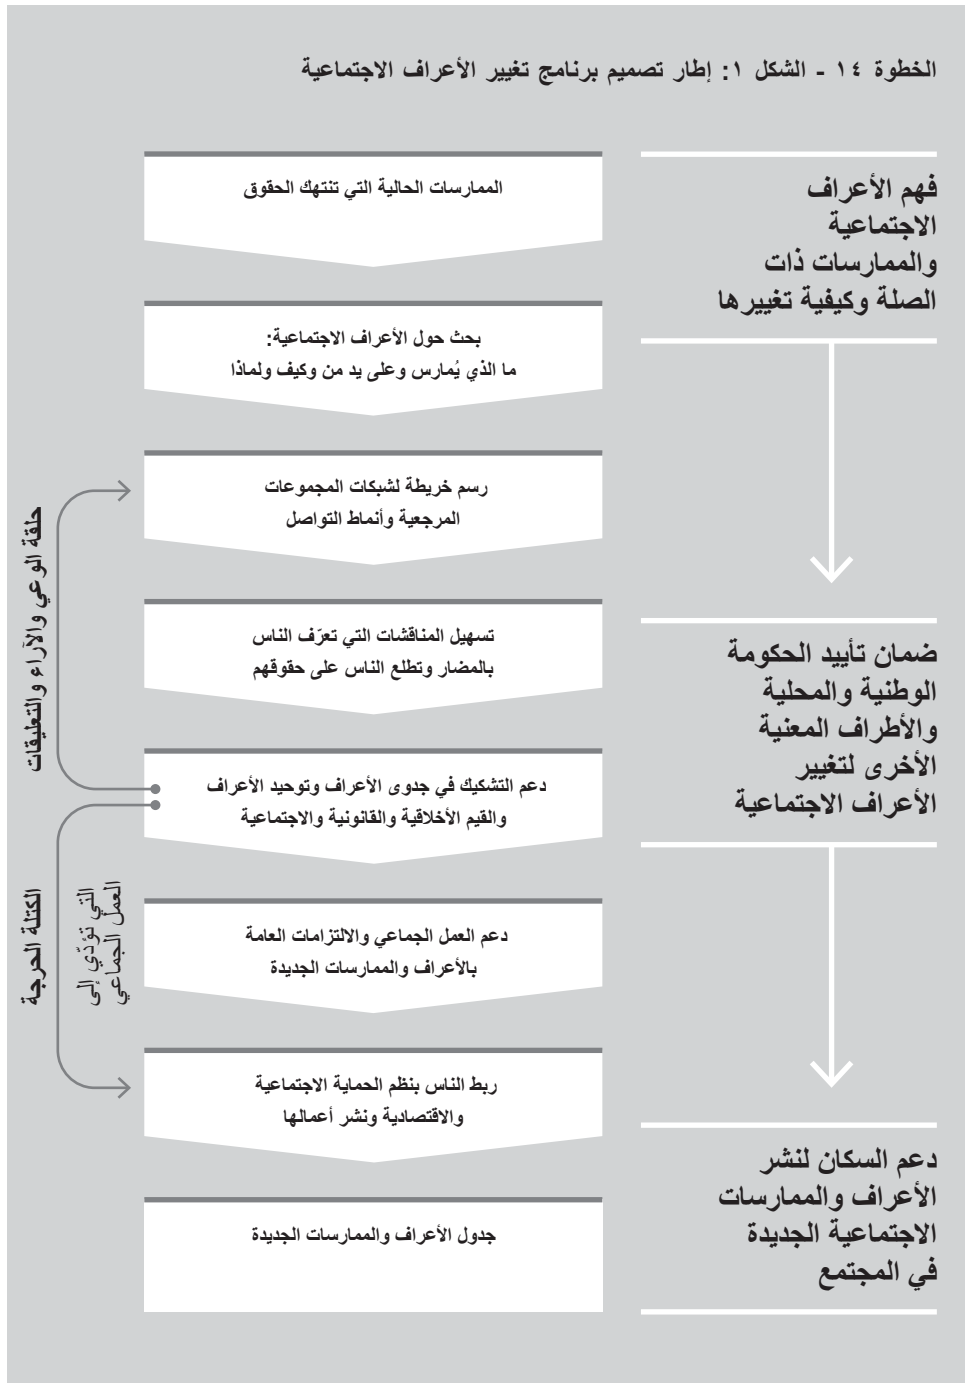 الخطوة ١٤ - الشكل ١: إطار تصميم برنامج تغيير الأعراف الاجتماعية
فهم الأعراف
الاجتماعية
والممارسات ذات
الصلة وكيفية تغييرها
ضمان تأييد الحكومة
الوطنية والمحلية
والأطراف المعنية
الأخرى لتغيير
الأعراف الاجتماعية
دعم السكان لنشر
الأعراف والممارسات
الاجتماعية الجديدة
في المجتمع
الممارسات الحالية التي تنتهك الحقوق
بحث حول الأعراف الاجتماعية:
ما الذي يُمارس وعلى يد من وكيف ولماذا
رسم خريطة لشبكات المجموعات
المرجعية وأنماط التواصل
تسهيل المناقشات التي تعرّف الناس
بالمضار وتطلع الناس على حقوقهم
دعم التشكيك في جدوى الأعراف وتوحيد الأعراف
والقيم الأخلاقية والقانونية والاجتماعية
دعم العمل الجماعي والالتزامات العامة
بالأعراف والممارسات الجديدة
ربط الناس بنظم الحماية الاجتماعية
والاقتصادية ونشر أعمالها
جدول الأعراف والممارسات الجديدة
حلقة الوعي والآراء والتعليقات
الكتلة الحرجة
التي تؤدّي إلى
العمل الجماعي